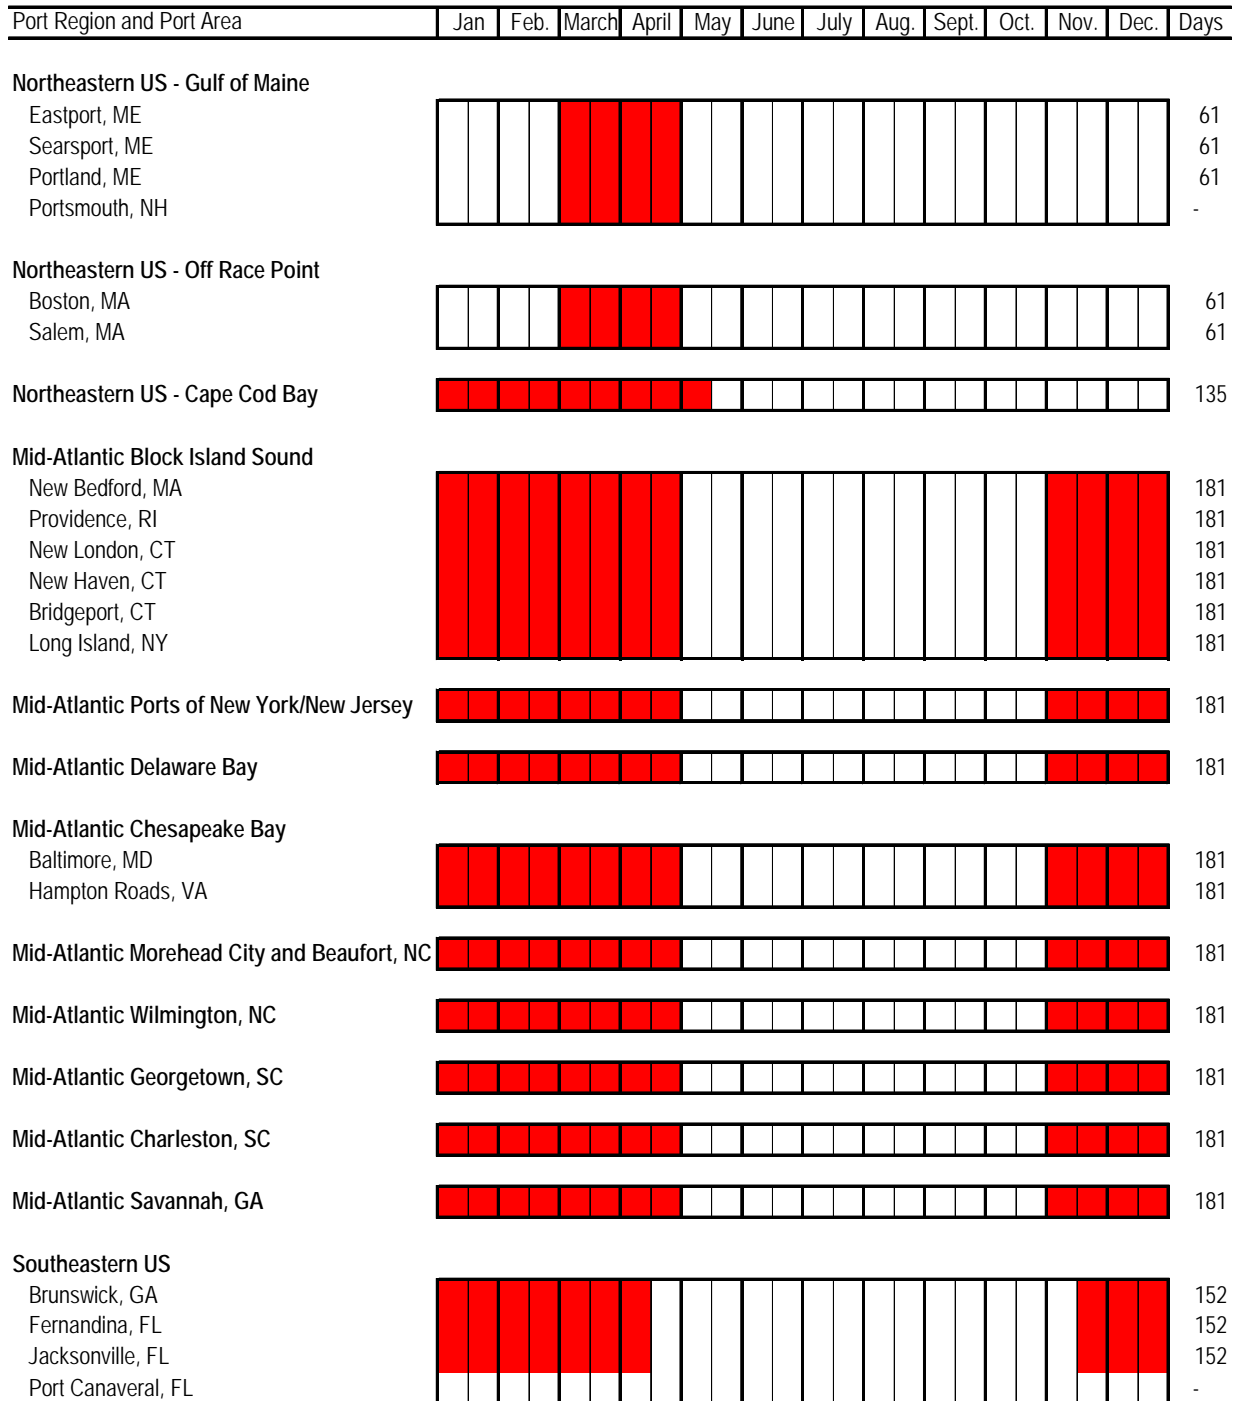 Port Region and Port Area Jan Feb. March April May June July Aug. Sept. Oct. Nov. Dec. Days
Northeastern US - Gulf of Maine
Eastport, ME 61
Searsport, ME 61
Portland, ME 61
Portsmouth, NH -
Northeastern US - Off Race Point
Boston, MA 61
Salem, MA 61
Northeastern US - Cape Cod Bay 135
Mid-Atlantic Block Island Sound
New Bedford, MA 181
Providence, RI 181
New London, CT 181
New Haven, CT 181
Bridgeport, CT 181
Long Island, NY 181
Mid-Atlantic Ports of New York/New Jersey 181
Mid-Atlantic Delaware Bay 181
Mid-Atlantic Chesapeake Bay
Baltimore, MD 181
Hampton Roads, VA 181
Mid-Atlantic Morehead City and Beaufort, NC 181
Mid-Atlantic Wilmington, NC 181
Mid-Atlantic Georgetown, SC 181
Mid-Atlantic Charleston, SC 181
Mid-Atlantic Savannah, GA 181
Southeastern US
Brunswick, GA 152
Fernandina, FL 152
Jacksonville, FL 152
Port Canaveral, FL -